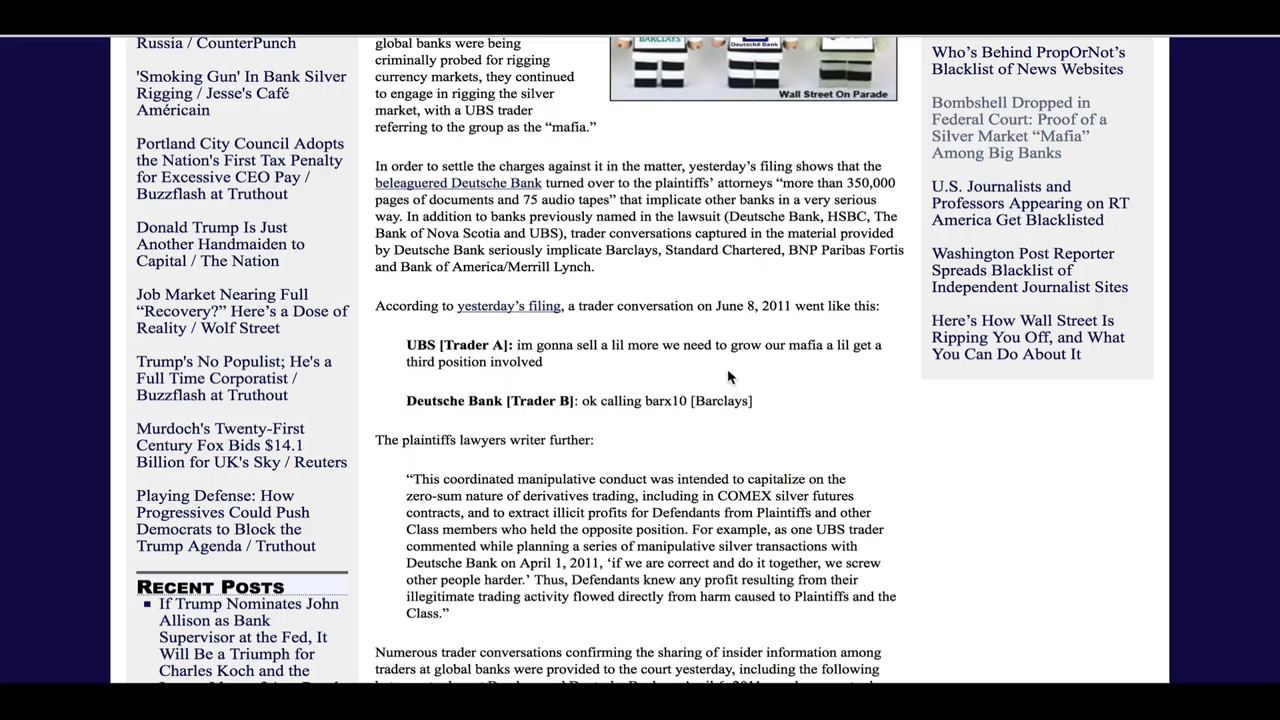 Russia / CounterPunch
'Smoking Gun' In Bank Silver
Rigging / Jesse's Café
Américain
Portland City Council Adopts
the Nation's First Tax Penalty
for Excessive CEO Pay /
Buzzflash at Truthout
Donald Trump Is Just
Another Handmaiden to
Capital / The Nation
Job Market Nearing Full
“Recovery?” Here’s a Dose of
Reality / Wolf Street
Trump's No Populist; He's a
Full Time Corporatist /
Buzzflash at Truthout
Murdoch's Twenty-First
Century Fox Bids $14.1
Billion for UK's Sky / Reuters
Playing Defense: How
Progressives Could Push
Democrats to Block the
Trump Agenda / Truthout
RECENT POSTS
If Trump Nominates John
Allison as Bank
Supervisor at the Fed, It
Will Be a Triumph for
Charles Koch and the
global banks were being
criminally probed for rigging
currency markets, they continued
to engage in rigging the silver
market, with a UBS trader
referring to the group as the “mafia.”
BARCLAYS
Deutsche Bank
Wall Street On Parade
In order to settle the charges against it in the matter, yesterday’s filing shows that the
beleaguered Deutsche Bank turned over to the plaintiffs’ attorneys “more than 350,000
pages of documents and 75 audio tapes” that implicate other banks in a very serious
way. In addition to banks previously named in the lawsuit (Deutsche Bank, HSBC, The
Bank of Nova Scotia and UBS), trader conversations captured in the material provided
by Deutsche Bank seriously implicate Barclays, Standard Chartered, BNP Paribas Fortis
and Bank of America/Merrill Lynch.
According to yesterday’s filing, a trader conversation on June 8, 2011 went like this:
UBS [Trader A]: im gonna sell a lil more we need to grow our mafia a lil get a
third position involved
Deutsche Bank [Trader B]: ok calling barx10 [Barclays]
The plaintiffs lawyers writer further:
“This coordinated manipulative conduct was intended to capitalize on the
zero-sum nature of derivatives trading, including in COMEX silver futures
contracts, and to extract illicit profits for Defendants from Plaintiffs and other
Class members who held the opposite position. For example, as one UBS trader
commented while planning a series of manipulative silver transactions with
Deutsche Bank on April 1, 2011, ‘if we are correct and do it together, we screw
other people harder.’ Thus, Defendants knew any profit resulting from their
illegitimate trading activity flowed directly from harm caused to Plaintiffs and the
Class.”
Numerous trader conversations confirming the sharing of insider information among
traders at global banks were provided to the court yesterday, including the following
Who’s Behind PropOrNot’s
Blacklist of News Websites
Bombshell Dropped in
Federal Court: Proof of a
Silver Market “Mafia”
Among Big Banks
U.S. Journalists and
Professors Appearing on RT
America Get Blacklisted
Washington Post Reporter
Spreads Blacklist of
Independent Journalist Sites
Here’s How Wall Street Is
Ripping You Off, and What
You Can Do About It